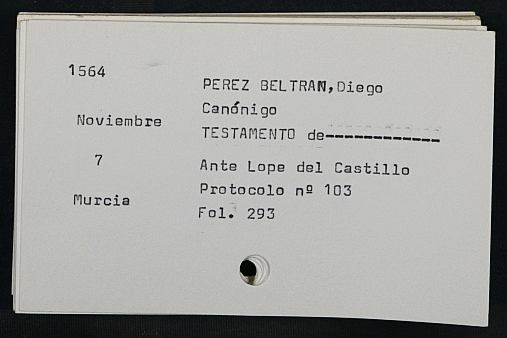 1564
PEREZ BELTRAN, Diego
Canónigo
Noviembre
TESTAMENTO de------------
7
Ante Lope del Castillo
Protocolo nº 103
Murcia
Fol. 293